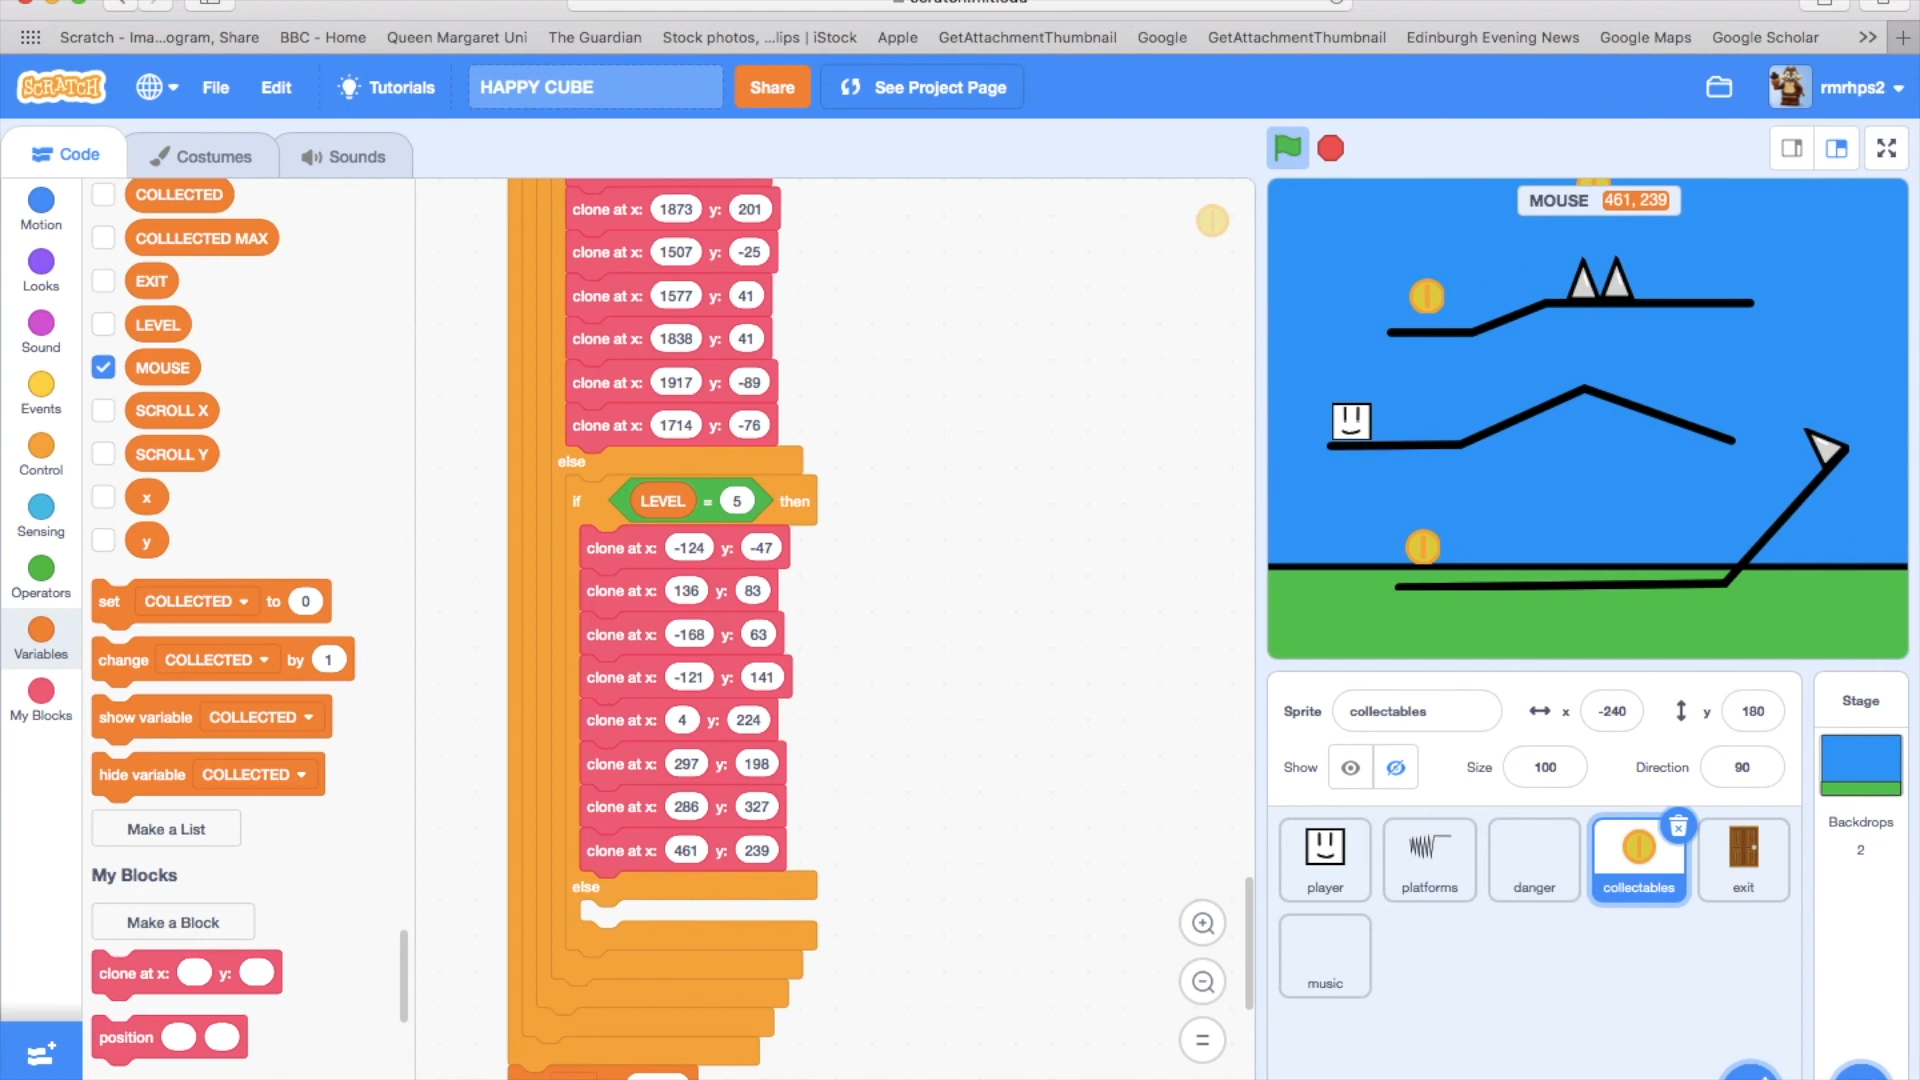 Scratch - Ima...ogram, Share BBC - Home Queen Margaret Uni The Guardian Stock photos, ...lips | iStock Apple GetAttachmentThumbnail Google GetAttachmentThumbnail Edinburgh Evening News Google Maps Google Scholar >>
SCRATCH File Edit Tutorials HAPPY CUBE Share See Project Page rmrhps2
Code Costumes Sounds
Motion
Looks
Sound
Events
Control
Sensing
Operators
Variables
My Blocks
COLLECTED
COLLLECTED MAX
EXIT
LEVEL
MOUSE
SCROLL X
SCROLL Y
x
y
set COLLECTED to 0
change COLLECTED by 1
show variable COLLECTED
hide variable COLLECTED
Make a List
My Blocks
Make a Block
clone at x: y:
position
clone at x: 1873 y: 201
clone at x: 1507 y: -25
clone at x: 1577 y: 41
clone at x: 1838 y: 41
clone at x: 1917 y: -89
clone at x: 1714 y: -76
else
if LEVEL = 5 then
clone at x: -124 y: -47
clone at x: 136 y: 83
clone at x: -168 y: 63
clone at x: -121 y: 141
clone at x: 4 y: 224
clone at x: 297 y: 198
clone at x: 286 y: 327
clone at x: 461 y: 239
else
MOUSE 461, 239
Sprite collectables x -240 y 180
Show Size 100 Direction 90
player
platforms
danger
collectables
exit
music
Stage
Backdrops
2